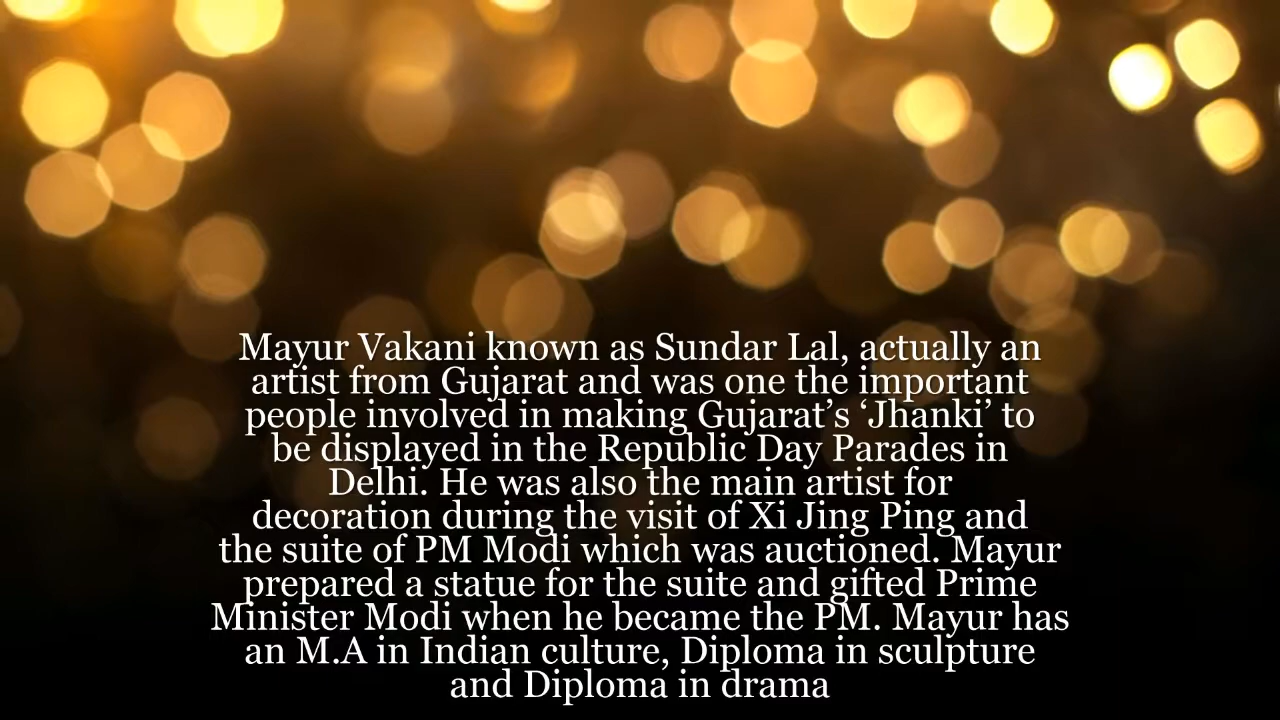 Mayur Vakani known as Sundar Lal, actually an
artist from Gujarat and was one the important
people involved in making Gujarat’s ‘Jhanki’ to
be displayed in the Republic Day Parades in
Delhi. He was also the main artist for
decoration during the visit of Xi Jing Ping and
the suite of PM Modi which was auctioned. Mayur
prepared a statue for the suite and gifted Prime
Minister Modi when he became the PM. Mayur has
an M.A in Indian culture, Diploma in sculpture
and Diploma in drama